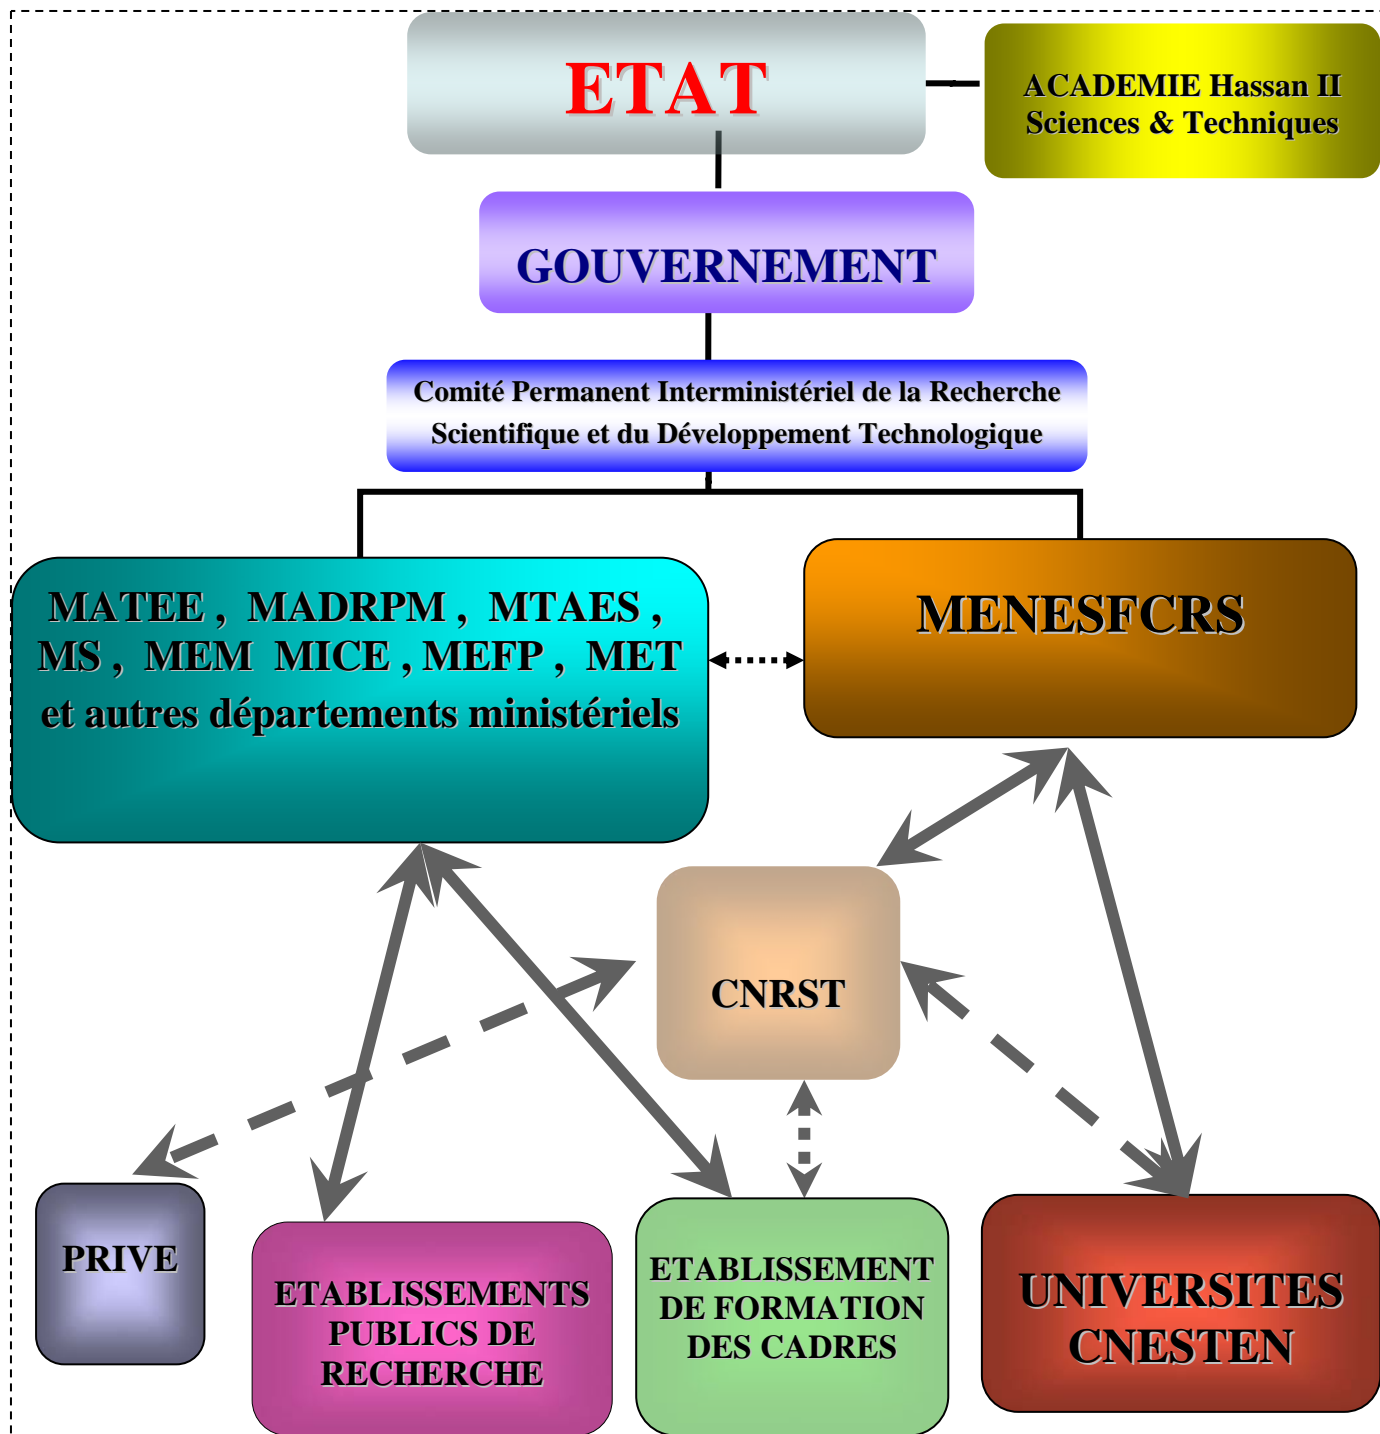 ETAT
ACADEMIE Hassan II
Sciences & Techniques
GOUVERNEMENT
Comité Permanent Interministériel de la Recherche
Scientifique et du Développement Technologique
MATEE , MADRPM , MTAES ,
MS , MEM MICE , MEFP , MET
et autres départements ministériels
MENESFCRS
CNRST
PRIVE
ETABLISSEMENTS
PUBLICS DE
RECHERCHE
ETABLISSEMENT
DE FORMATION
DES CADRES
UNIVERSITES
CNESTEN